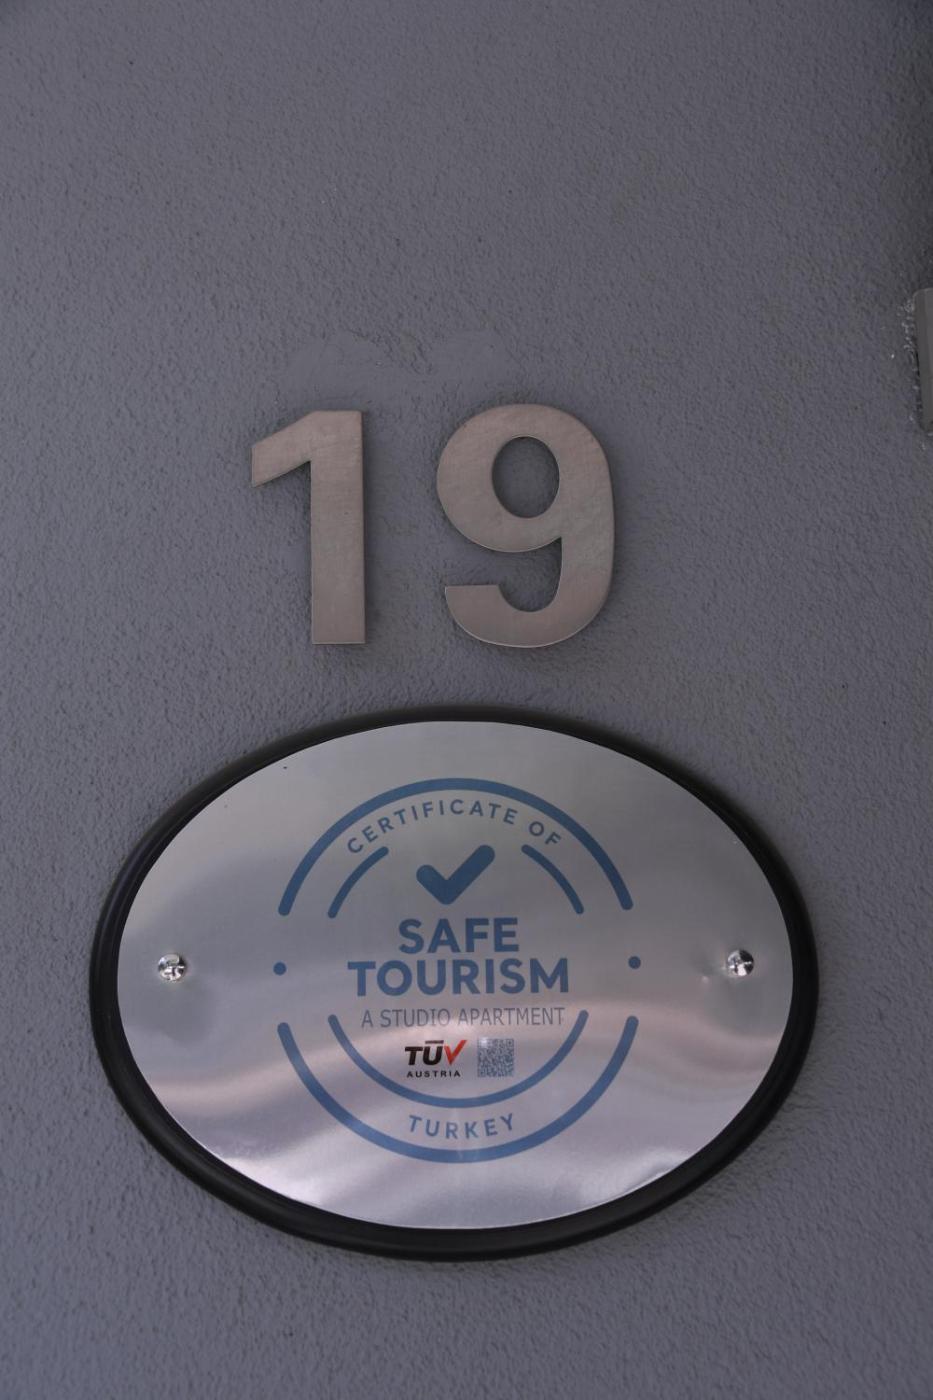 19
CERTIFICATE OF
SAFE
TOURISM
A STUDIO APARTMENT
TÜV
AUSTRIA
TURKEY